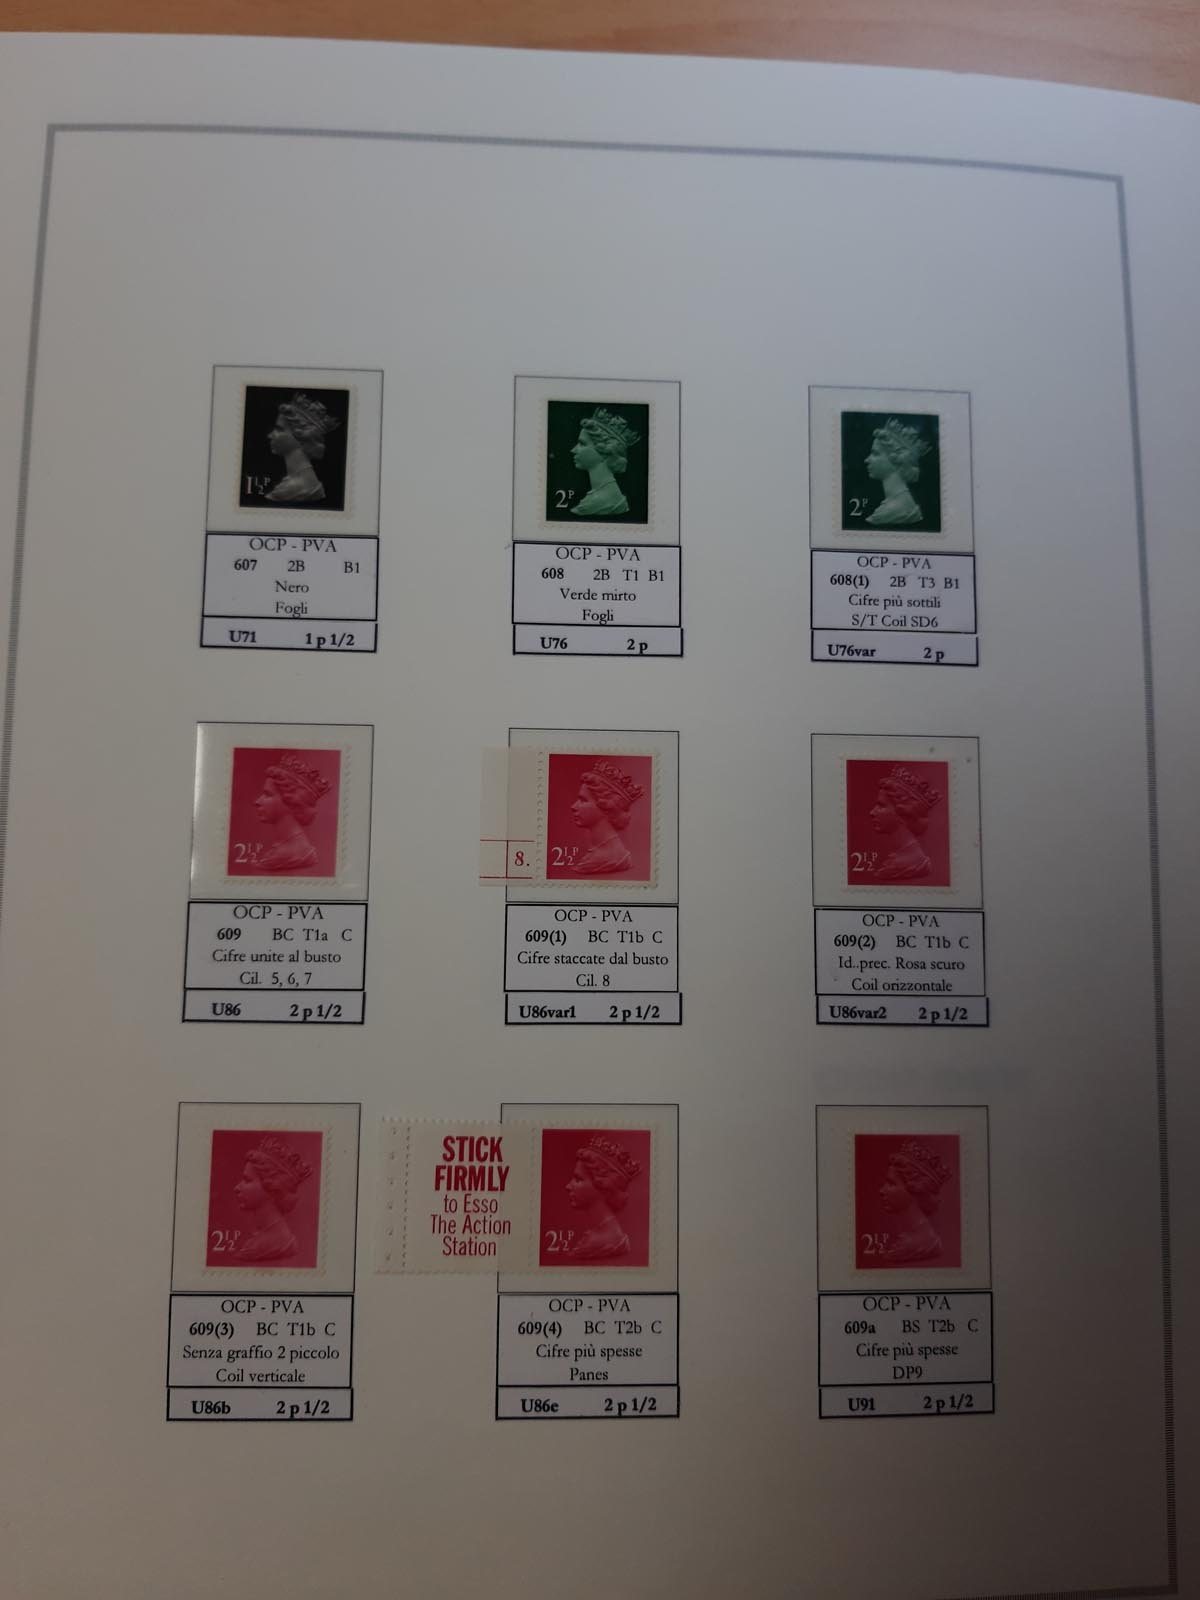 1½P
2P
2P
OCP - PVA
607 2B B1
Nero
Fogli
U71 1 p 1/2
OCP - PVA
608 2B T1 B1
Verde mirto
Fogli
U76 2 p
OCP - PVA
608(1) 2B T3 B1
Cifre più sottili
S/T Coil SD6
U76var 2 p
2½P
8.
2½P
2½P
OCP - PVA
609 BC T1a C
Cifre unite al busto
Cil. 5, 6, 7
U86 2 p 1/2
OCP - PVA
609(1) BC T1b C
Cifre staccate dal busto
Cil. 8
U86var1 2 p 1/2
OCP - PVA
609(2) BC T1b C
Id..prec. Rosa scuro
Coil orizzontale
U86var2 2 p 1/2
2½P
STICK
FIRMLY
to Esso
The Action
Station
2½P
2½P
OCP - PVA
609(3) BC T1b C
Senza graffio 2 piccolo
Coil verticale
U86b 2 p 1/2
OCP - PVA
609(4) BC T2b C
Cifre più spesse
Panes
U86e 2 p 1/2
OCP - PVA
609a BS T2b C
Cifre più spesse
DP9
U91 2 p 1/2